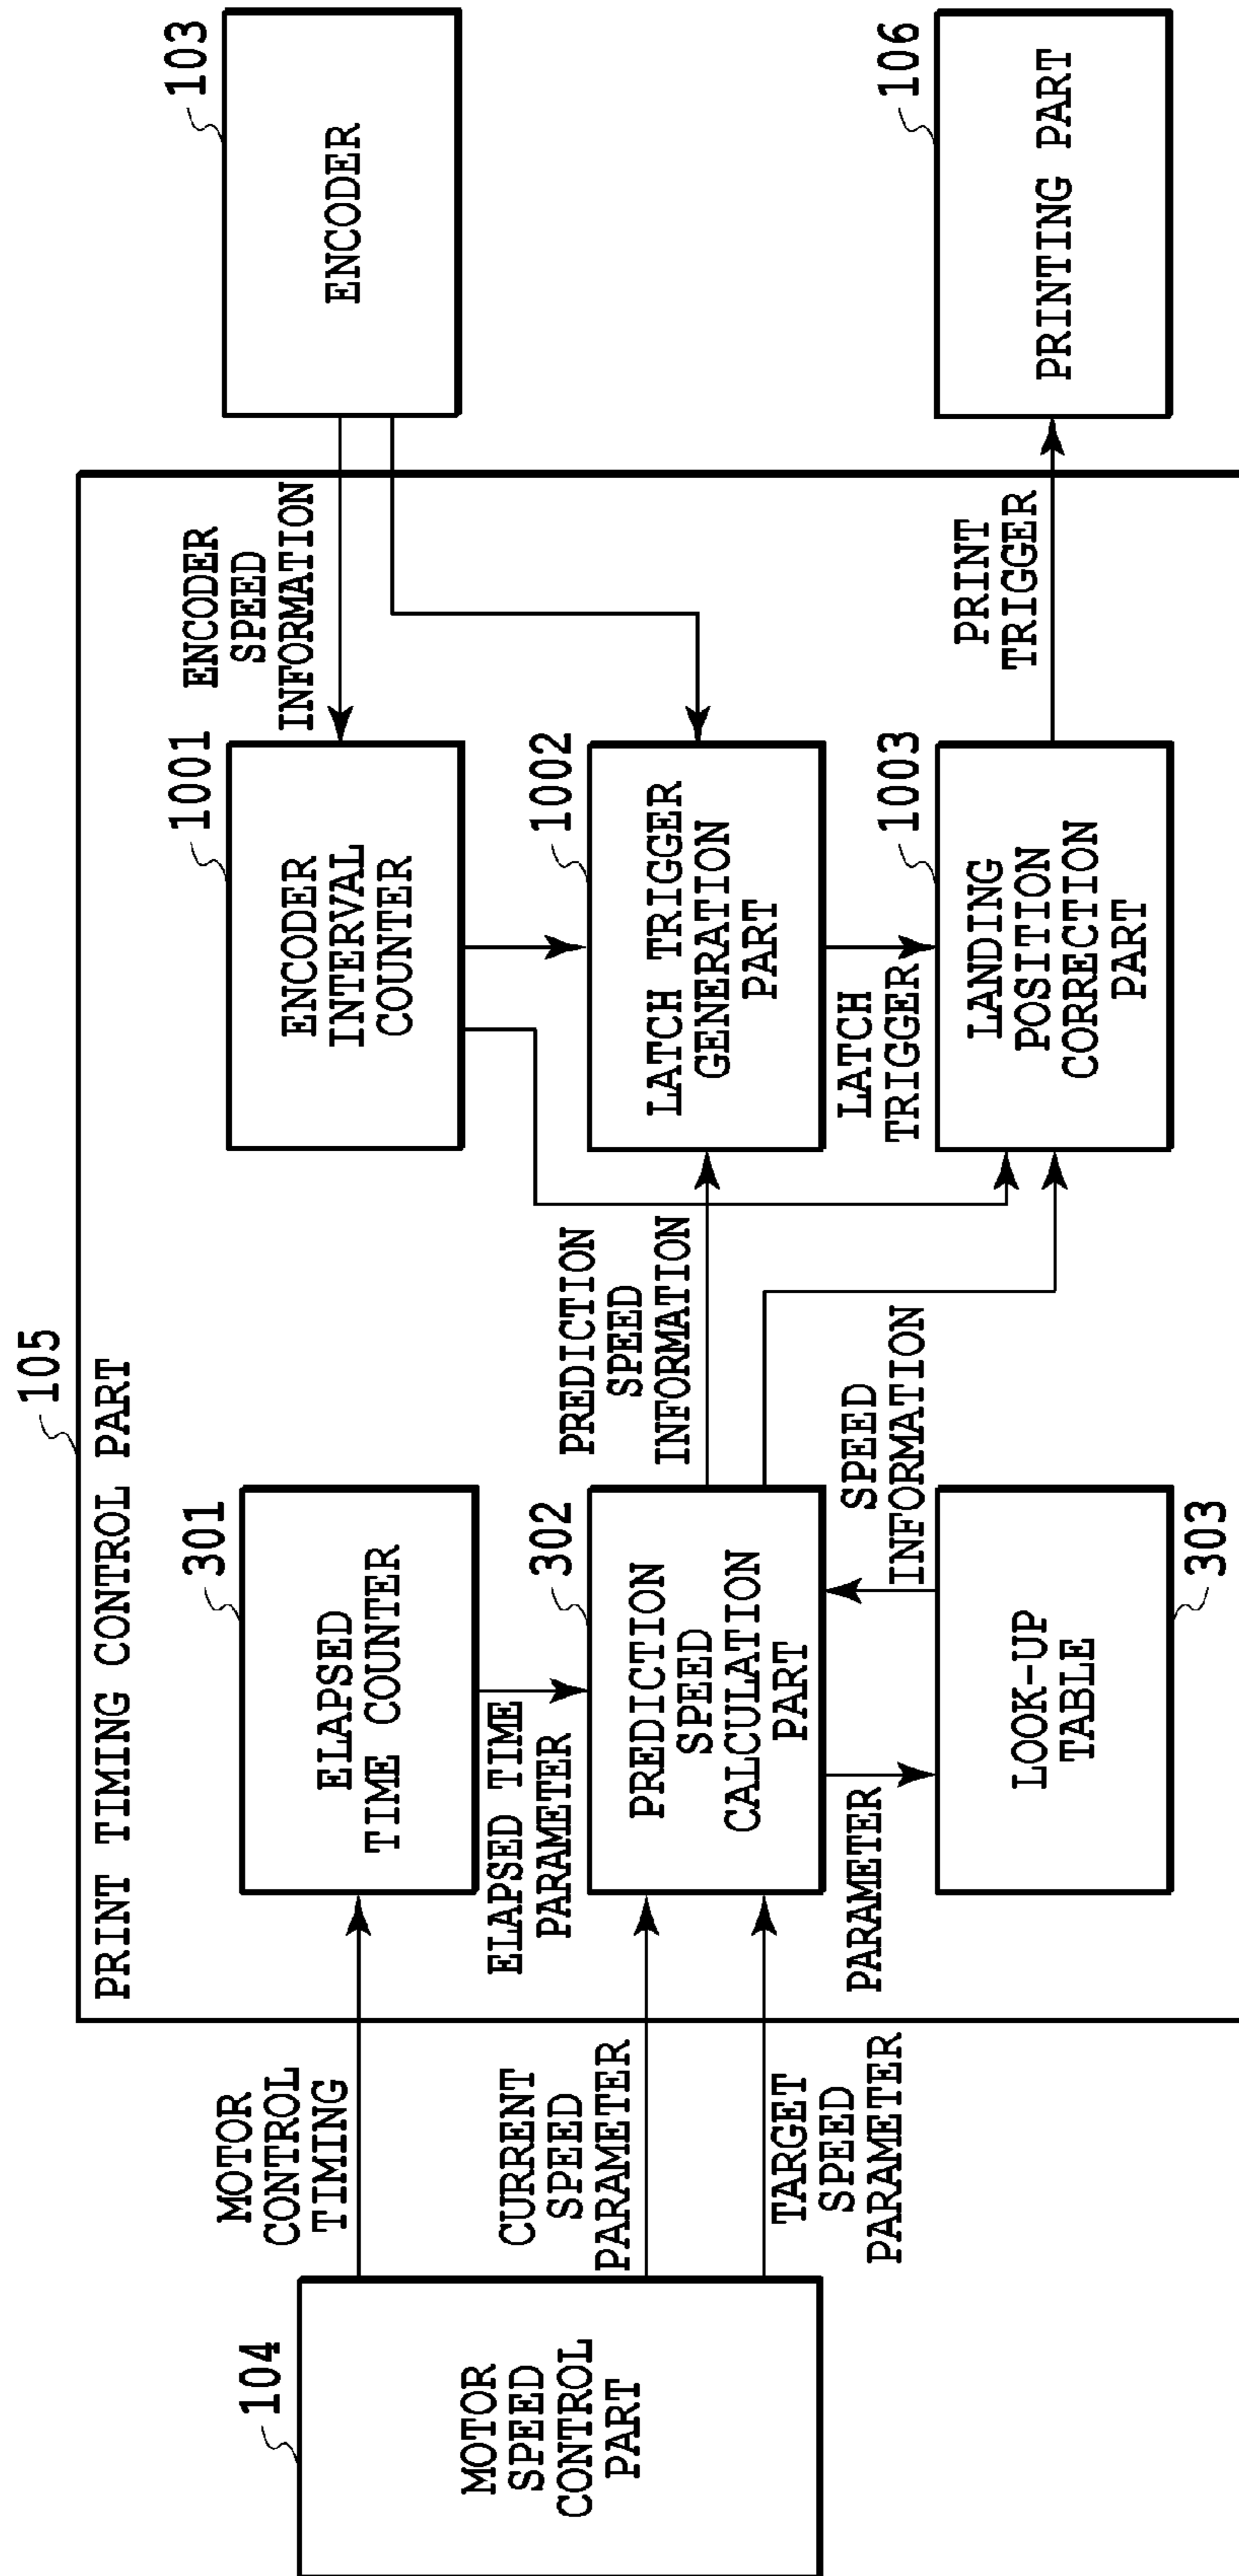 105
PRINT TIMING CONTROL PART
104
MOTOR
SPEED
CONTROL
PART
MOTOR
CONTROL
TIMING
CURRENT
SPEED
PARAMETER
TARGET
SPEED
PARAMETER
301
ELAPSED
TIME COUNTER
ELAPSED TIME
PARAMETER
302
PREDICTION
SPEED
CALCULATION
PART
PARAMETER
SPEED
INFORMATION
LOOK-UP
TABLE
303
PREDICTION
SPEED
INFORMATION
1001
ENCODER
INTERVAL
COUNTER
1002
LATCH TRIGGER
GENERATION
PART
LATCH
TRIGGER
1003
LANDING
POSITION
CORRECTION
PART
ENCODER
SPEED
INFORMATION
PRINT
TRIGGER
103
ENCODER
106
PRINTING PART